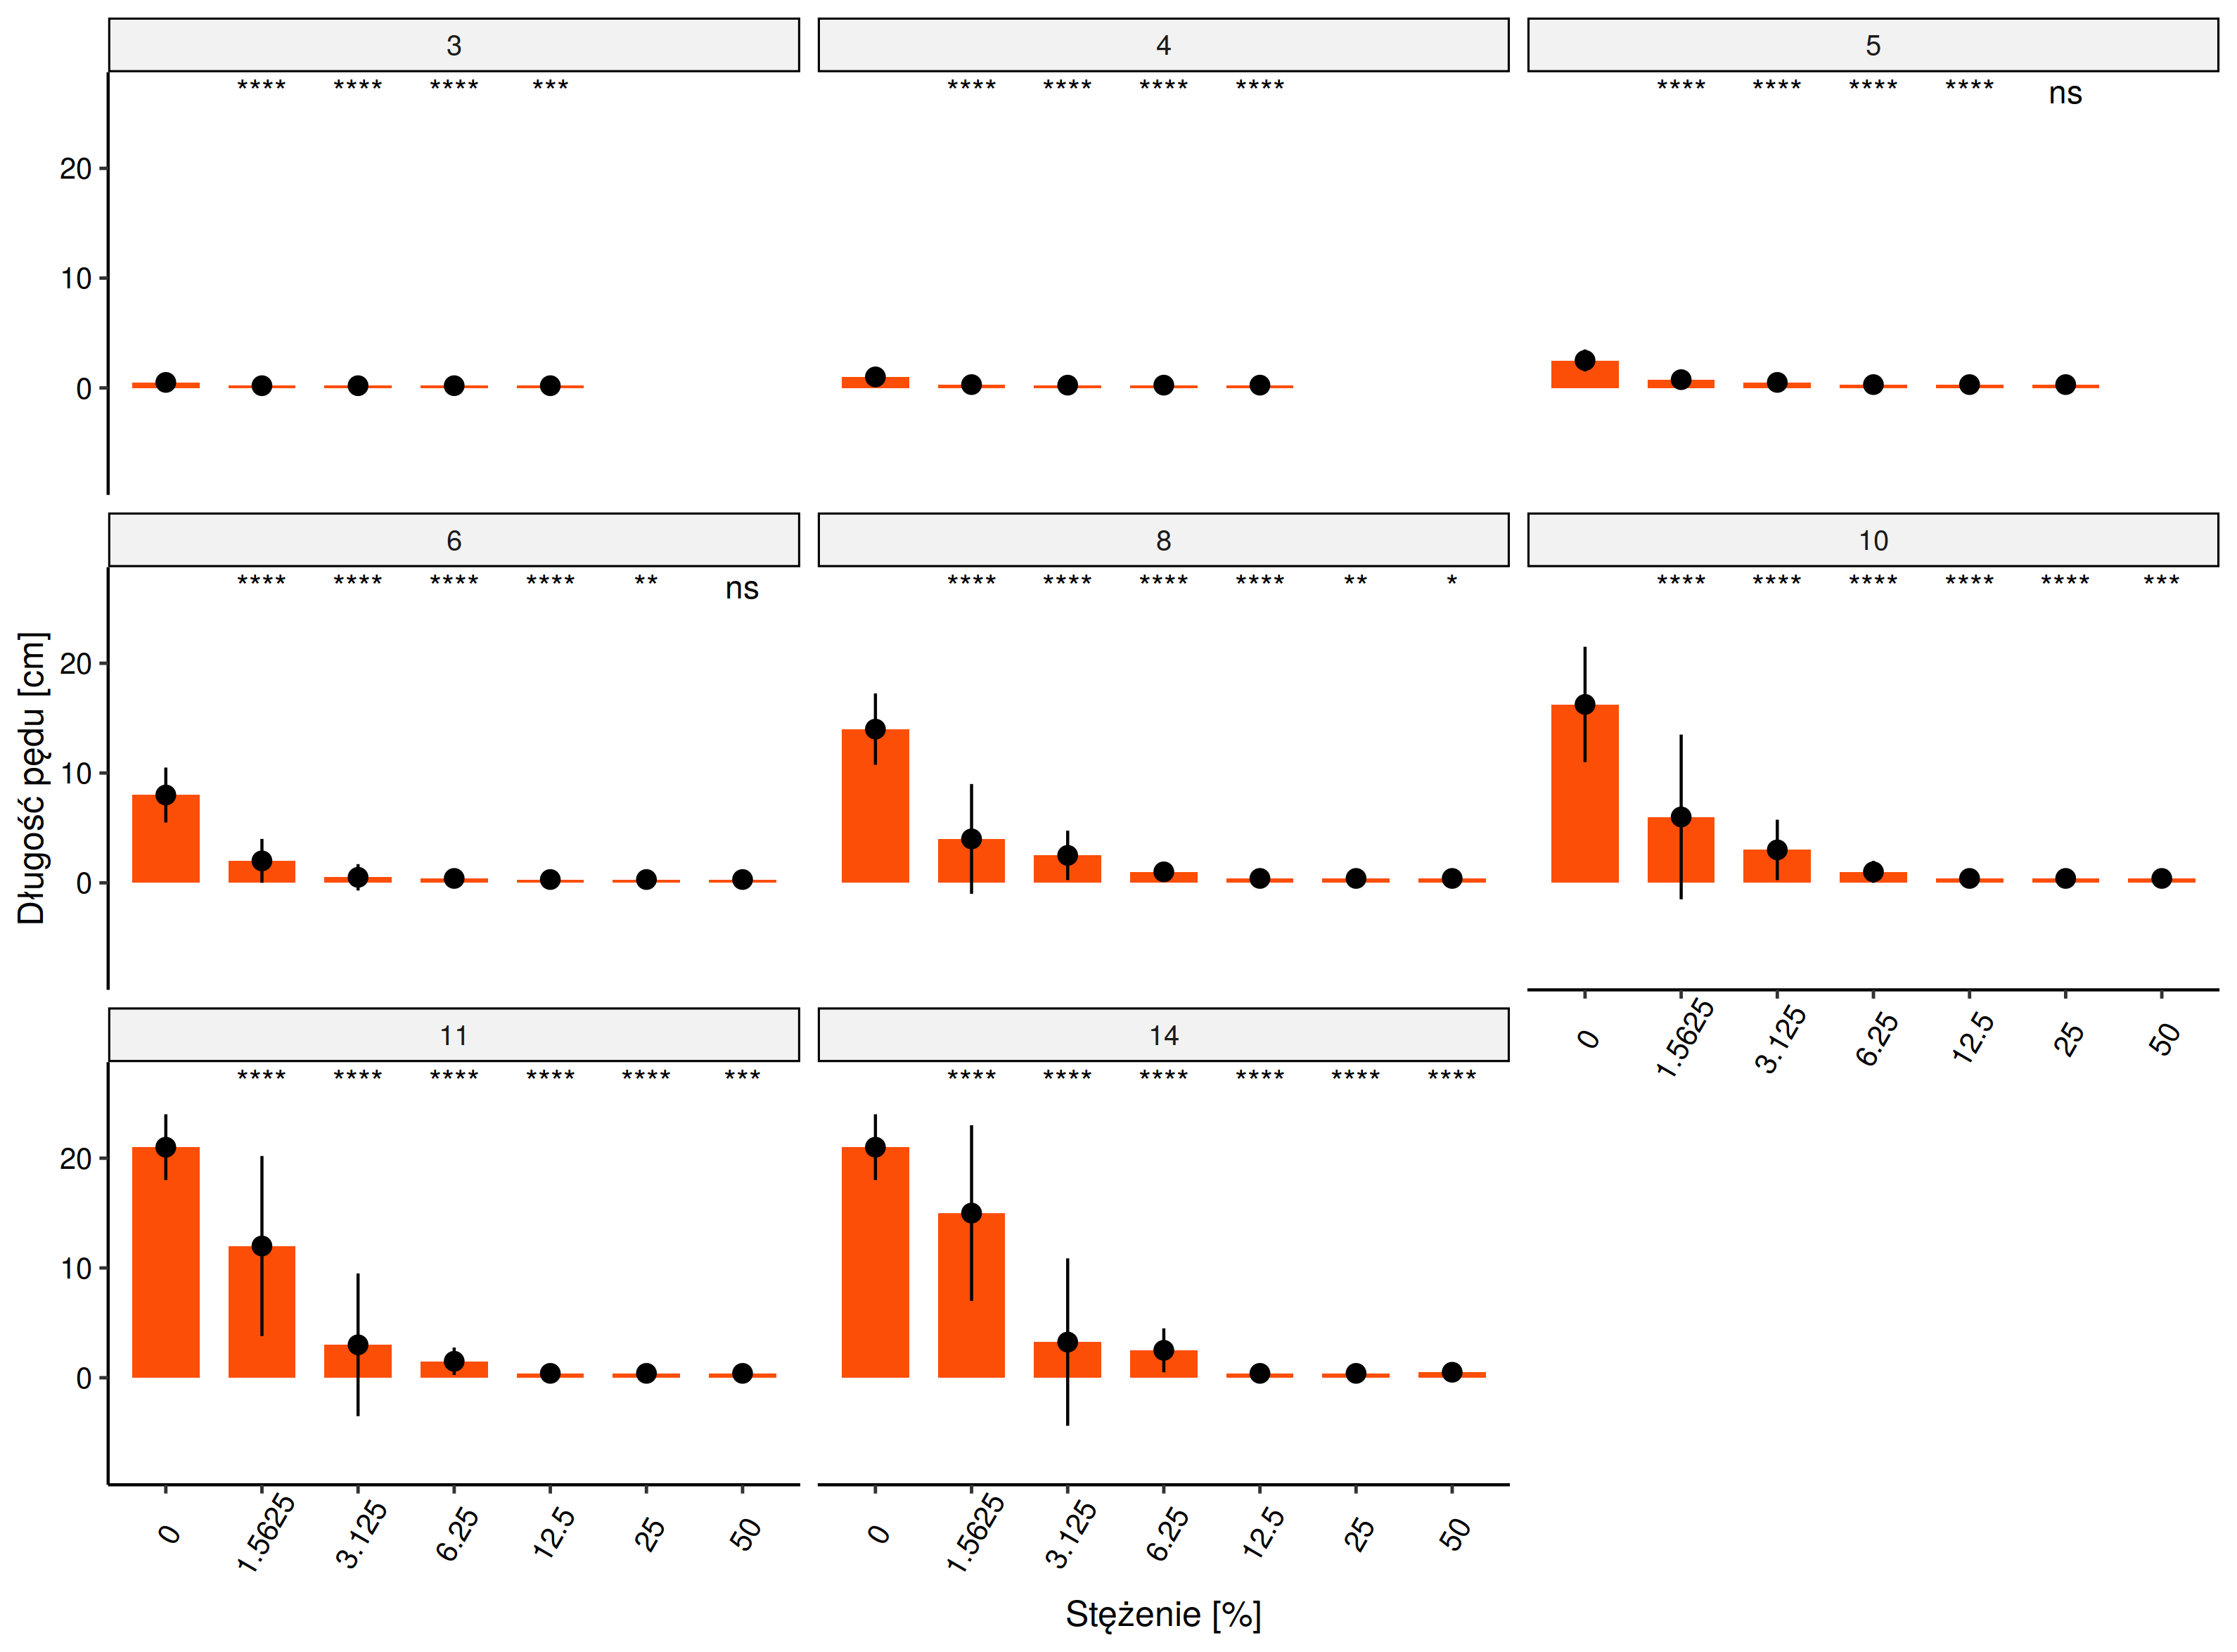 3 4 5
**** **** **** *** **** **** **** **** **** **** **** **** ns
20
10
0
6 8 10
**** **** **** **** ** ns **** **** **** **** ** * **** **** **** **** **** ***
20
10
0
Długość pędu [cm]
0 1.5625 3.125 6.25 12.5 25 50
11 14
**** **** **** **** **** *** **** **** **** **** **** ****
20
10
0
0 1.5625 3.125 6.25 12.5 25 50 0 1.5625 3.125 6.25 12.5 25 50
Stężenie [%]